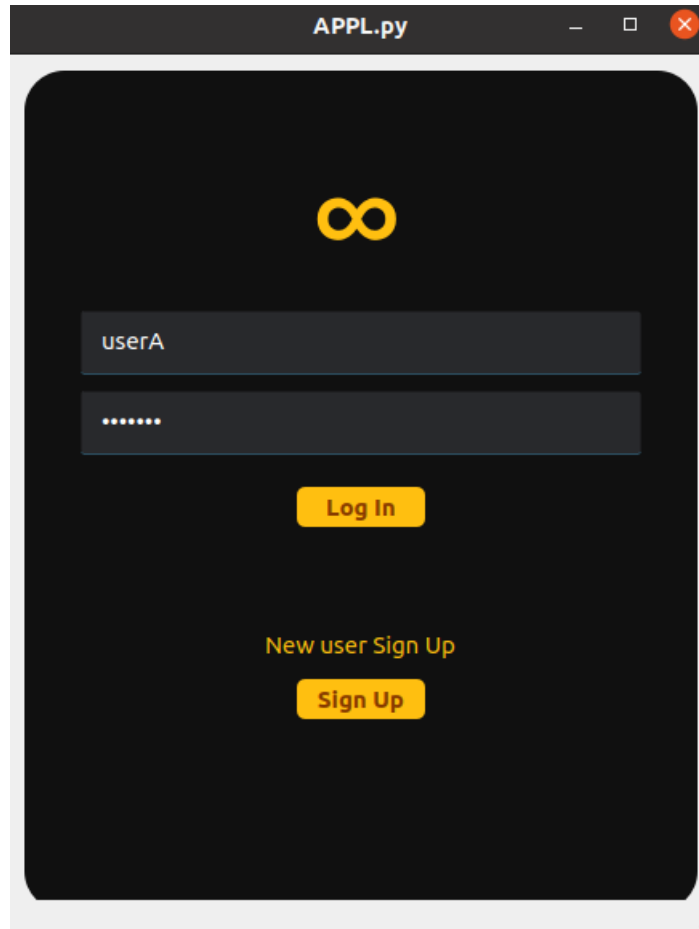 APPL.py
∞
userA
•••••••
Log In
New user Sign Up
Sign Up